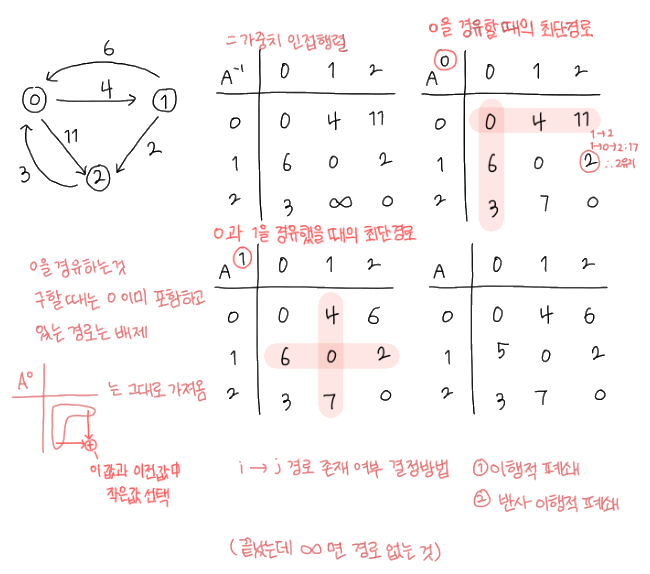 6
0
4
1
11
2
3
2
= 가중치 인접행렬
A⁻¹ 0 1 2
0 0 4 11
1 6 0 2
2 3 ∞ 0
0을 경유할 때의 최단경로
A⁰ 0 1 2
0 0 4 11
1 6 0 2
2 3 7 0
1→2
1→0→2:17
∴2유지
0과 1을 경유했을 때의 최단경로
A¹ 0 1 2
0 0 4 6
1 6 0 2
2 3 7 0
A 0 1 2
0 0 4 6
1 5 0 2
2 3 7 0
0을 경유하는것
구할때는 0 이미 포함하고
있는 경로는 배제
A⁰
는 그대로 가져옴
+
이 값과 이전값 中
작은값 선택
i → j 경로 존재 여부 결정방법
① 이행적 폐쇄
② 반사 이행적 폐쇄
(끝났는데 ∞면 경로 없는 것)